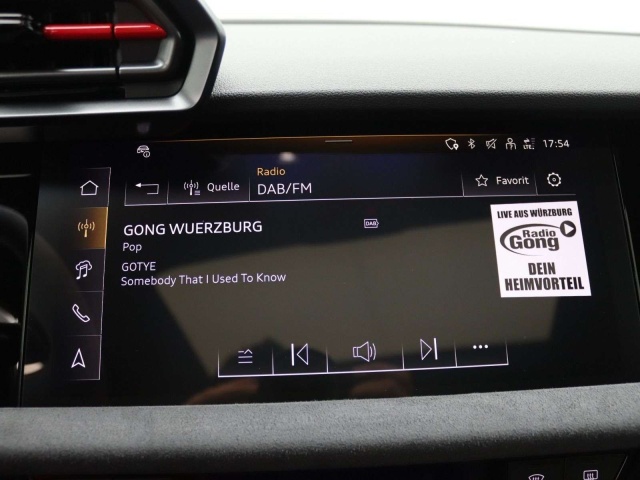 LTE 17:54
Radio
Quelle
DAB/FM
Favorit
GONG WUERZBURG
DAB
Pop
GOTYE
Somebody That I Used To Know
LIVE AUS WÜRZBURG
Radio
Gong
DEIN
HEIMVORTEIL